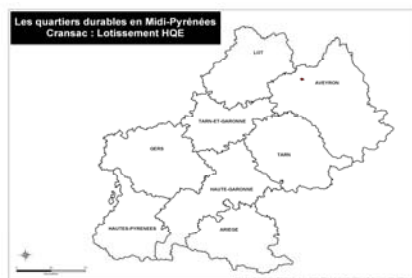 Les quartiers durables en Midi-Pyrénées
Cransac : Lotissement HQE
LOT
AVEYRON
TARN-ET-GARONNE
GERS
TARN
HAUTE-GARONNE
HAUTES-PYRENEES
ARIEGE